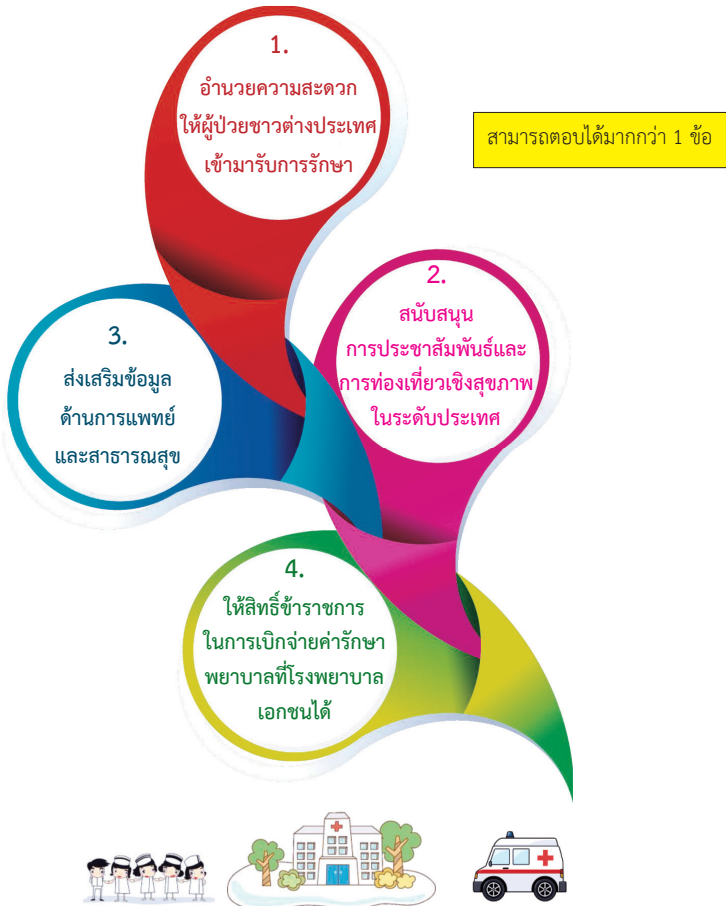 1.
อำนวยความสะดวก
ให้ผู้ป่วยชาวต่างประเทศ
เข้ามารับการรักษา
สามารถตอบได้มากกว่า 1 ข้อ
2.
สนับสนุน
การประชาสัมพันธ์และ
การท่องเที่ยวเชิงสุขภาพ
ในระดับประเทศ
3.
ส่งเสริมข้อมูล
ด้านการแพทย์
และสาธารณสุข
4.
ให้สิทธิ์ข้าราชการ
ในการเบิกจ่ายค่ารักษา
พยาบาลที่โรงพยาบาล
เอกชนได้